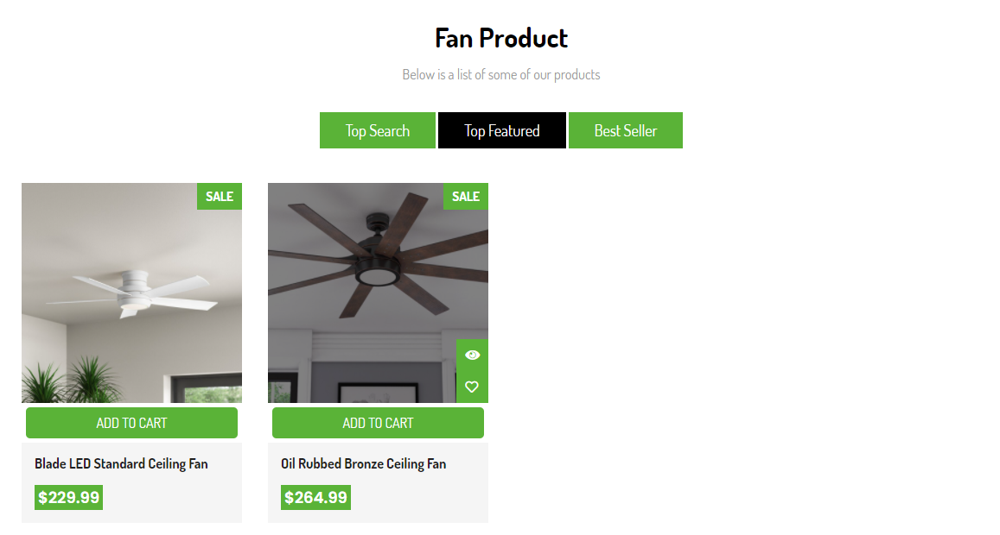 Fan Product
Below is a list of some of our products
Top Search
Top Featured
Best Seller
SALE
SALE
ADD TO CART
ADD TO CART
Blade LED Standard Ceiling Fan
Oil Rubbed Bronze Ceiling Fan
$229.99
$264.99